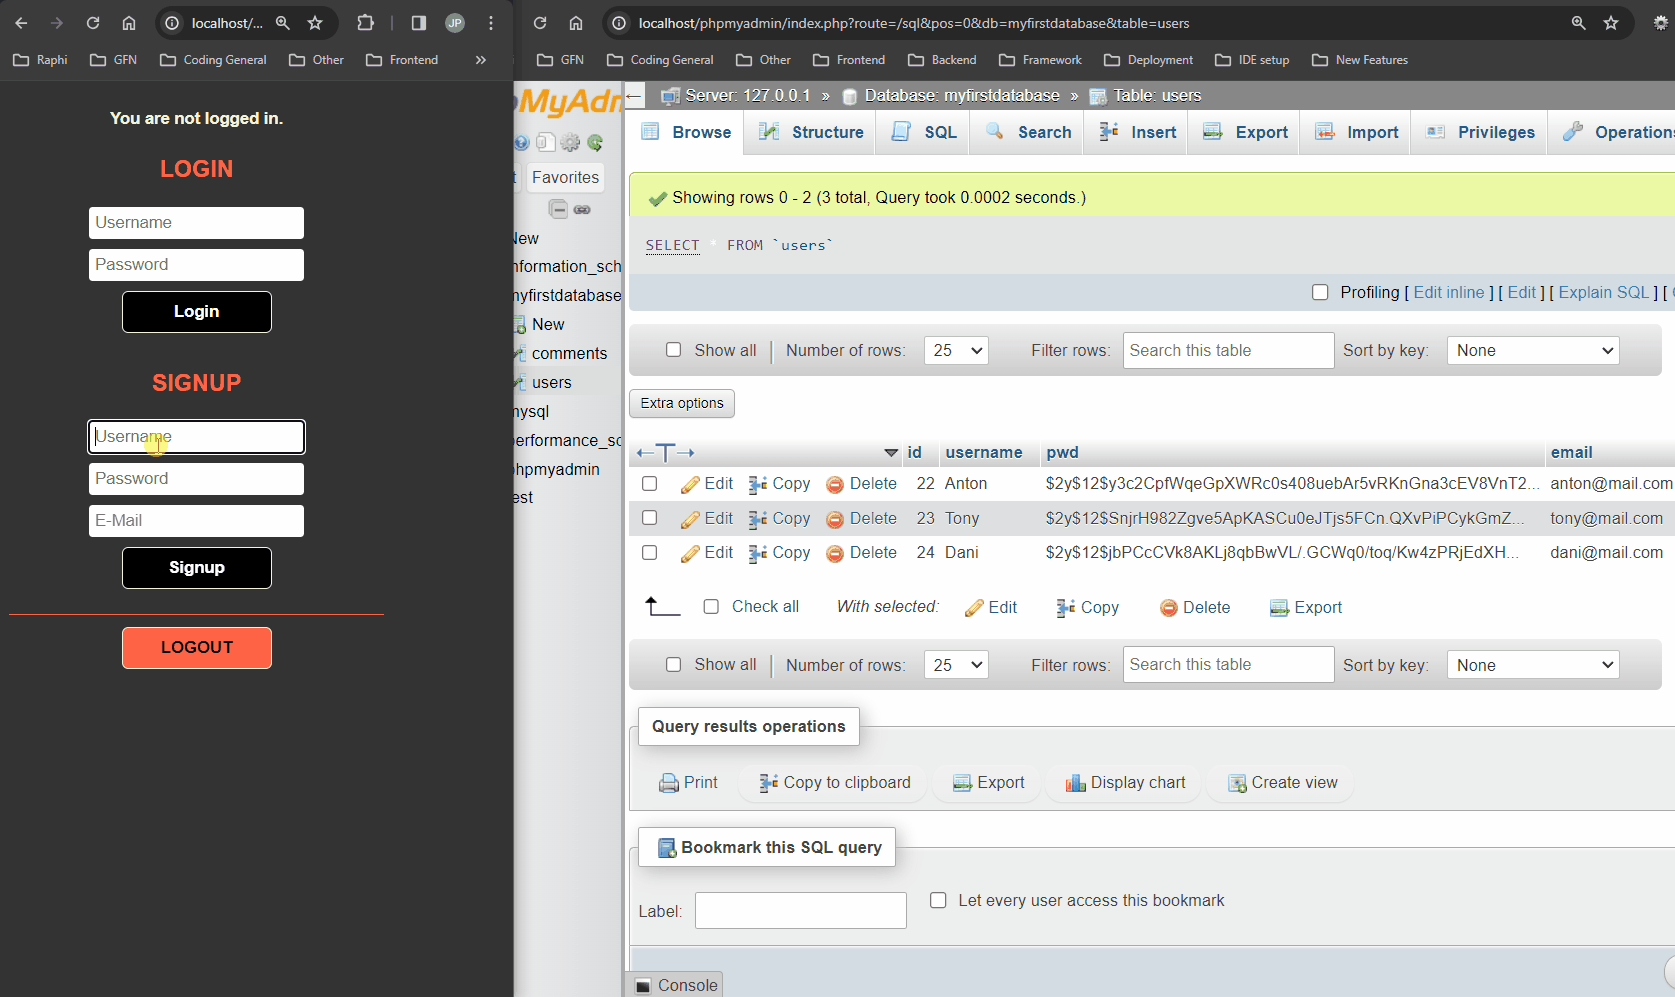 localhost/...
JP
Raphi
GFN
Coding General
Other
Frontend
»
You are not logged in.
LOGIN
Username
Password
Login
SIGNUP
Username
Password
E-Mail
Signup
LOGOUT
localhost/phpmyadmin/index.php?route=/sql&pos=0&db=myfirstdatabase&table=users
GFN
Coding General
Other
Frontend
Backend
Framework
Deployment
IDE setup
New Features
MyAdm
Favorites
New
nformation_sch
myfirstdatabase
New
comments
users
mysql
performance_sc
phpmyadmin
est
Server: 127.0.0.1 » Database: myfirstdatabase » Table: users
Browse Structure SQL Search Insert Export Import Privileges Operation
Showing rows 0 - 2 (3 total, Query took 0.0002 seconds.)
SELECT * FROM `users`
Profiling [ Edit inline ] [ Edit ] [ Explain SQL ] [
Show all Number of rows: 25 Filter rows: Search this table Sort by key: None
Extra options
←T→ id username pwd email
Edit Copy Delete 22 Anton $2y$12$y3c2CpfWqeGpXWRc0s408uebAr5vRKnGna3cEV8VnT2... anton@mail.com
Edit Copy Delete 23 Tony $2y$12$SnjrH982Zgve5ApKASCu0eJTjs5FCn.QXvPiPCykGmZ... tony@mail.com
Edit Copy Delete 24 Dani $2y$12$jbPCcCVk8AKLj8qbBwVL/.GCWq0/toq/Kw4zPRjEdXH... dani@mail.com
Check all With selected: Edit Copy Delete Export
Show all Number of rows: 25 Filter rows: Search this table Sort by key: None
Query results operations
Print Copy to clipboard Export Display chart Create view
Bookmark this SQL query
Label: Let every user access this bookmark
Console